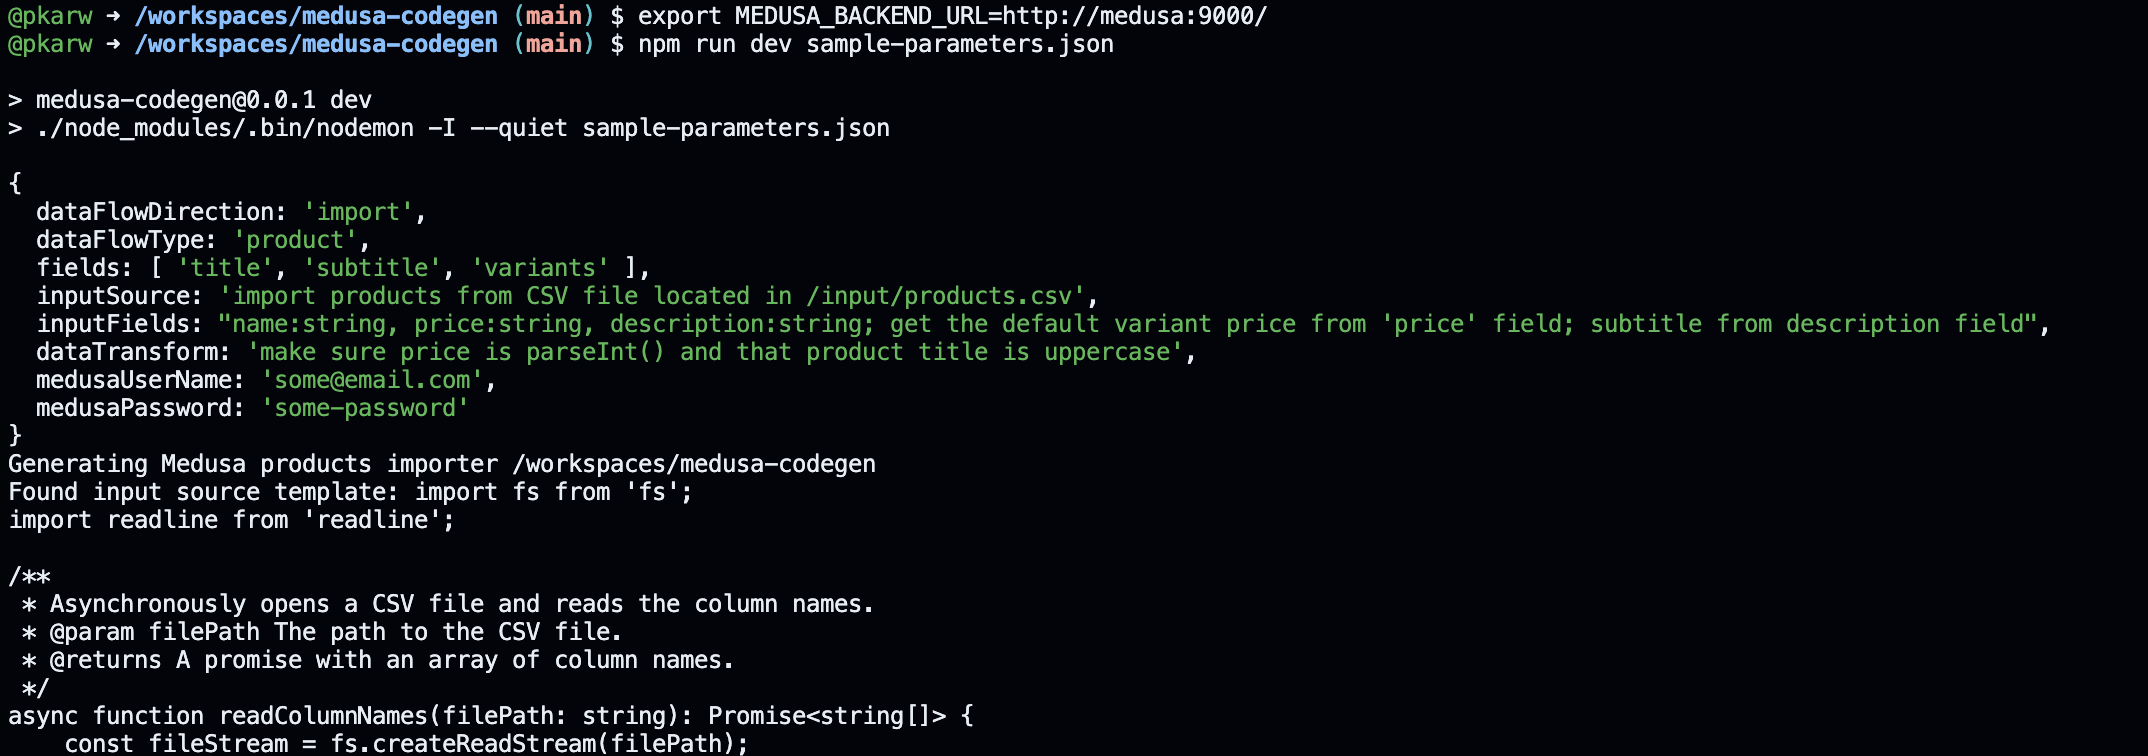 @pkarw ➜ /workspaces/medusa-codegen (main) $ export MEDUSA_BACKEND_URL=http://medusa:9000/
@pkarw ➜ /workspaces/medusa-codegen (main) $ npm run dev sample-parameters.json

> medusa-codegen@0.0.1 dev
> ./node_modules/.bin/nodemon -I --quiet sample-parameters.json

{
  dataFlowDirection: 'import',
  dataFlowType: 'product',
  fields: [ 'title', 'subtitle', 'variants' ],
  inputSource: 'import products from CSV file located in /input/products.csv',
  inputFields: "name:string, price:string, description:string; get the default variant price from 'price' field; subtitle from description field",
  dataTransform: 'make sure price is parseInt() and that product title is uppercase',
  medusaUserName: 'some@email.com',
  medusaPassword: 'some-password'
}
Generating Medusa products importer /workspaces/medusa-codegen
Found input source template: import fs from 'fs';
import readline from 'readline';

/**
 * Asynchronously opens a CSV file and reads the column names.
 * @param filePath The path to the CSV file.
 * @returns A promise with an array of column names.
 */
async function readColumnNames(filePath: string): Promise<string[]> {
    const fileStream = fs.createReadStream(filePath);